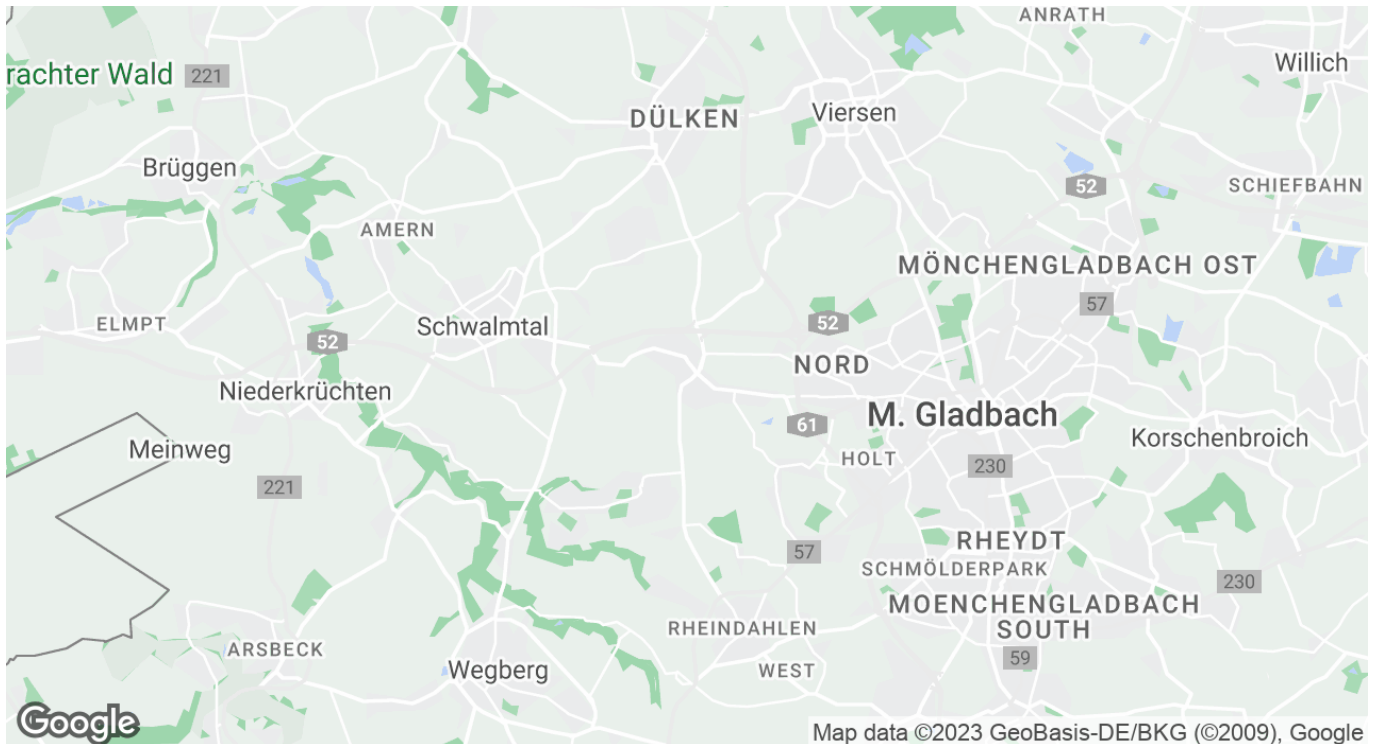 ANRATH
Willich
rachter Wald
221
DÜLKEN
Viersen
Brüggen
52
SCHIEFBAHN
AMERN
MÖNCHENGLADBACH OST
57
ELMPT
Schwalmtal
52
52
NORD
Niederkrüchten
M. Gladbach
61
Korschenbroich
Meinweg
HOLT
230
221
RHEYDT
57
SCHMÖLDERPARK
230
MOENCHENGLADBACH
SOUTH
RHEINDAHLEN
ARSBECK
59
Wegberg
WEST
Google
Map data ©2023 GeoBasis-DE/BKG (©2009), Google